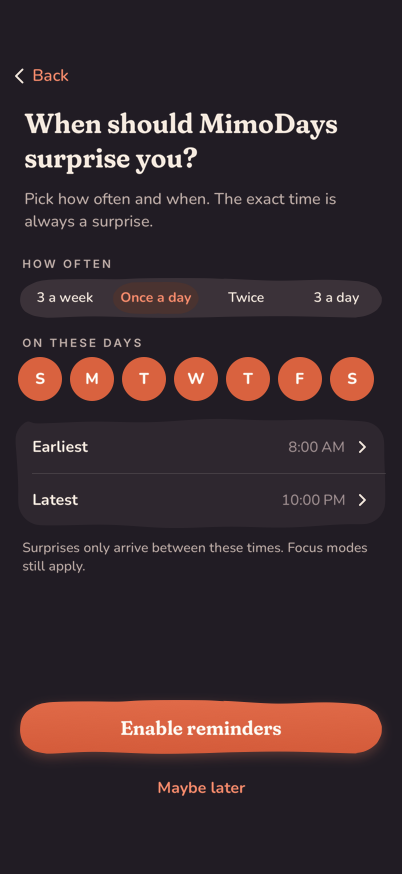 Back
When should MimoDays
surprise you?
Pick how often and when. The exact time is
always a surprise.
HOW OFTEN
3 a week Once a day Twice 3 a day
ON THESE DAYS
S M T W T F S
Earliest 8:00 AM
Latest 10:00 PM
Surprises only arrive between these times. Focus modes
still apply.
Enable reminders
Maybe later